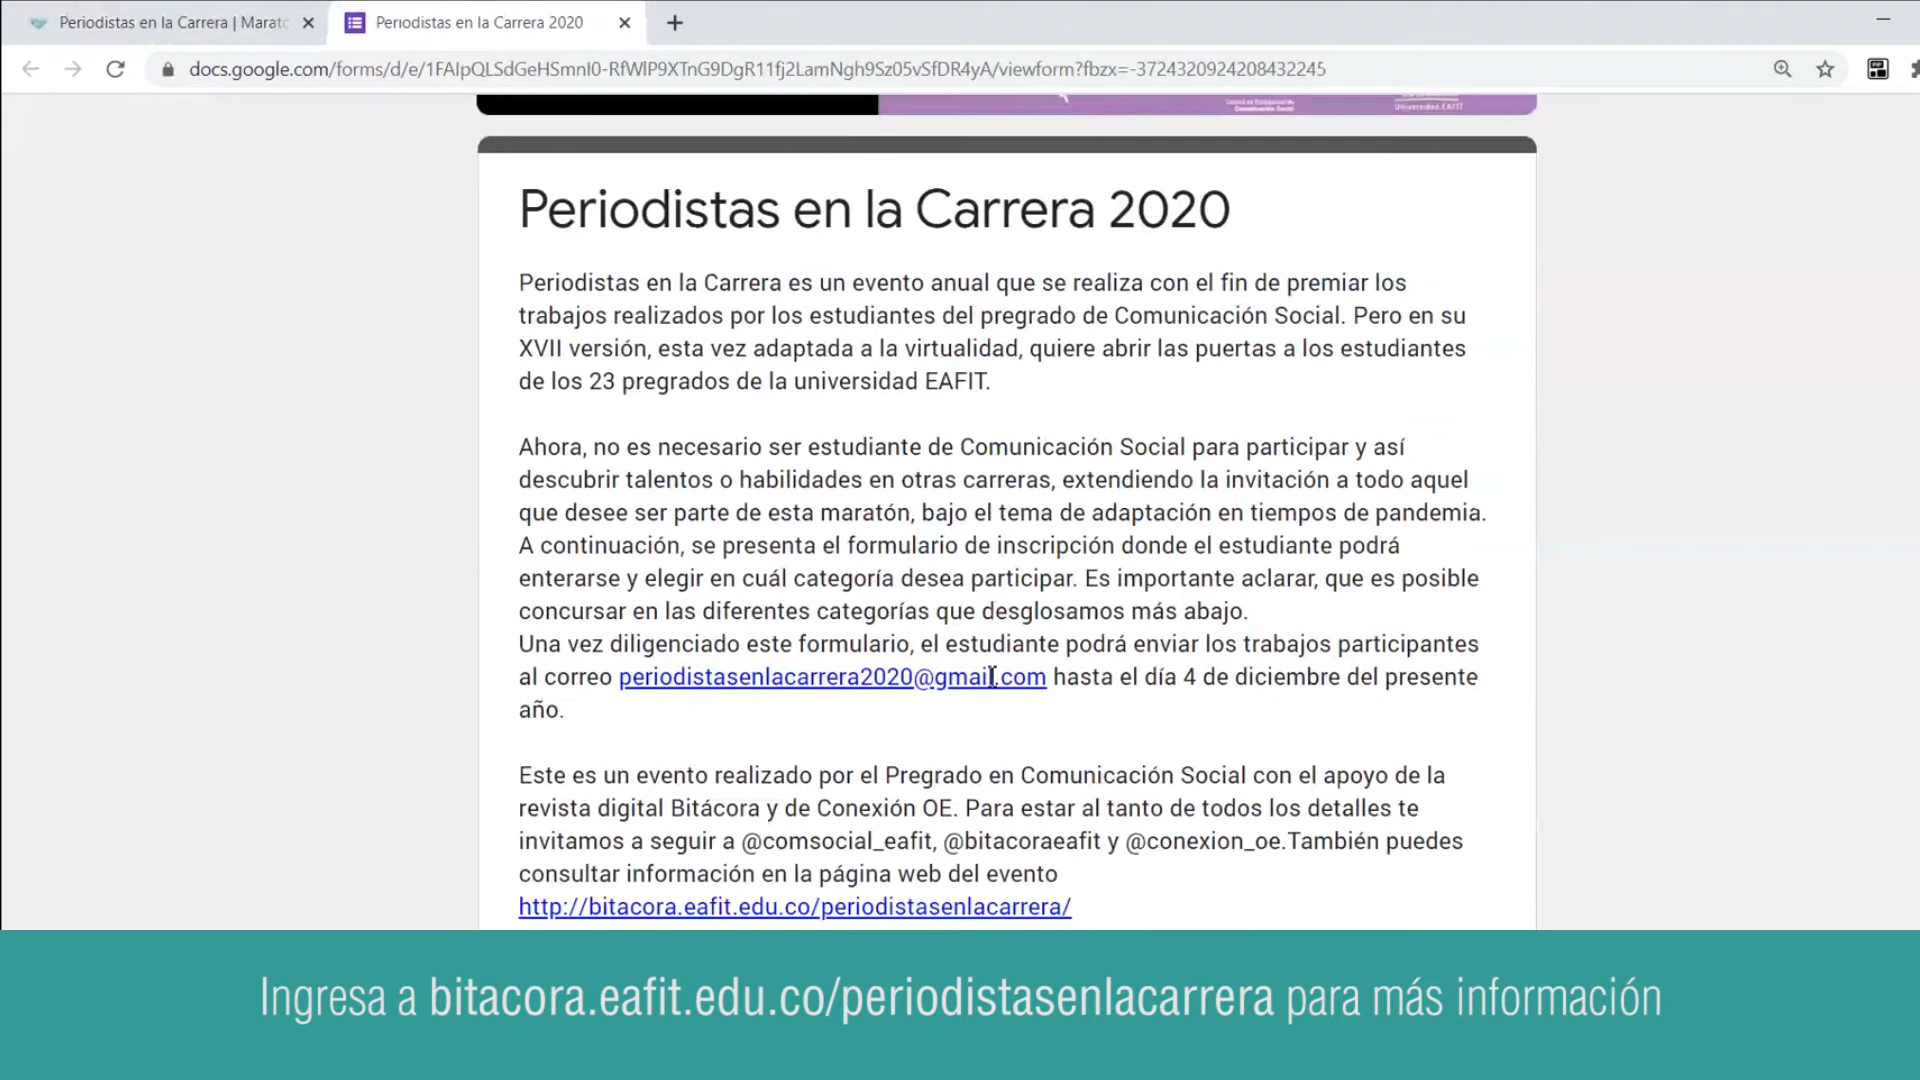 Periodistas en la Carrera | Marato
Periodistas en la Carrera 2020
docs.google.com/forms/d/e/1FAIpQLSdGeHSmnI0-RfWlP9XTnG9DgR11fj2LamNgh9Sz05vSfDR4yA/viewform?fbzx=-3724320924208432245
Comunicación Social
Universidad EAFIT
Periodistas en la Carrera 2020
Periodistas en la Carrera es un evento anual que se realiza con el fin de premiar los
trabajos realizados por los estudiantes del pregrado de Comunicación Social. Pero en su
XVII versión, esta vez adaptada a la virtualidad, quiere abrir las puertas a los estudiantes
de los 23 pregrados de la universidad EAFIT.
Ahora, no es necesario ser estudiante de Comunicación Social para participar y así
descubrir talentos o habilidades en otras carreras, extendiendo la invitación a todo aquel
que desee ser parte de esta maratón, bajo el tema de adaptación en tiempos de pandemia.
A continuación, se presenta el formulario de inscripción donde el estudiante podrá
enterarse y elegir en cuál categoría desea participar. Es importante aclarar, que es posible
concursar en las diferentes categorías que desglosamos más abajo.
Una vez diligenciado este formulario, el estudiante podrá enviar los trabajos participantes
al correo periodistasenlacarrera2020@gmail.com hasta el día 4 de diciembre del presente
año.
Este es un evento realizado por el Pregrado en Comunicación Social con el apoyo de la
revista digital Bitácora y de Conexión OE. Para estar al tanto de todos los detalles te
invitamos a seguir a @comsocial_eafit, @bitacoraeafit y @conexion_oe.También puedes
consultar información en la página web del evento
http://bitacora.eafit.edu.co/periodistasenlacarrera/
Ingresa a bitacora.eafit.edu.co/periodistasenlacarrera para más información